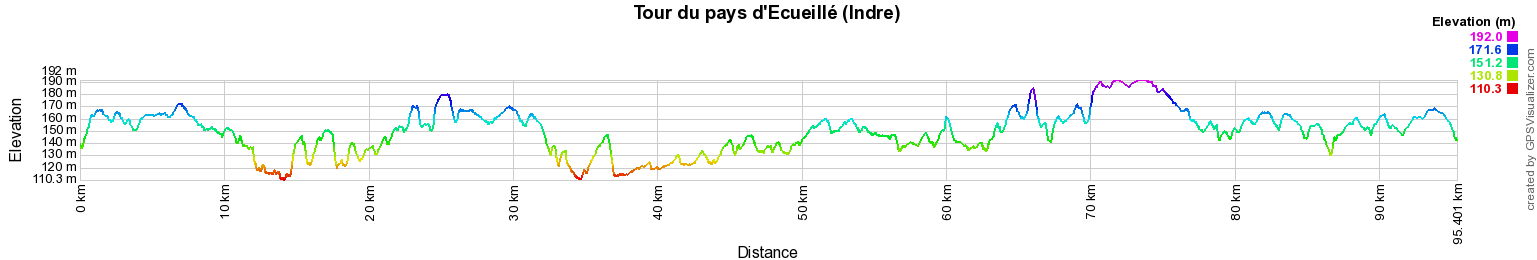 Tour du pays d'Ecueillé (Indre)
Elevation (m)
192.0
171.6
151.2
130.8
110.3
192 m
190 m
180 m
170 m
160 m
150 m
140 m
130 m
120 m
110.3 m
Elevation
0 km
10 km
20 km
30 km
40 km
50 km
60 km
70 km
80 km
90 km
95.401 km
Distance
created by GPSVisualizer.com